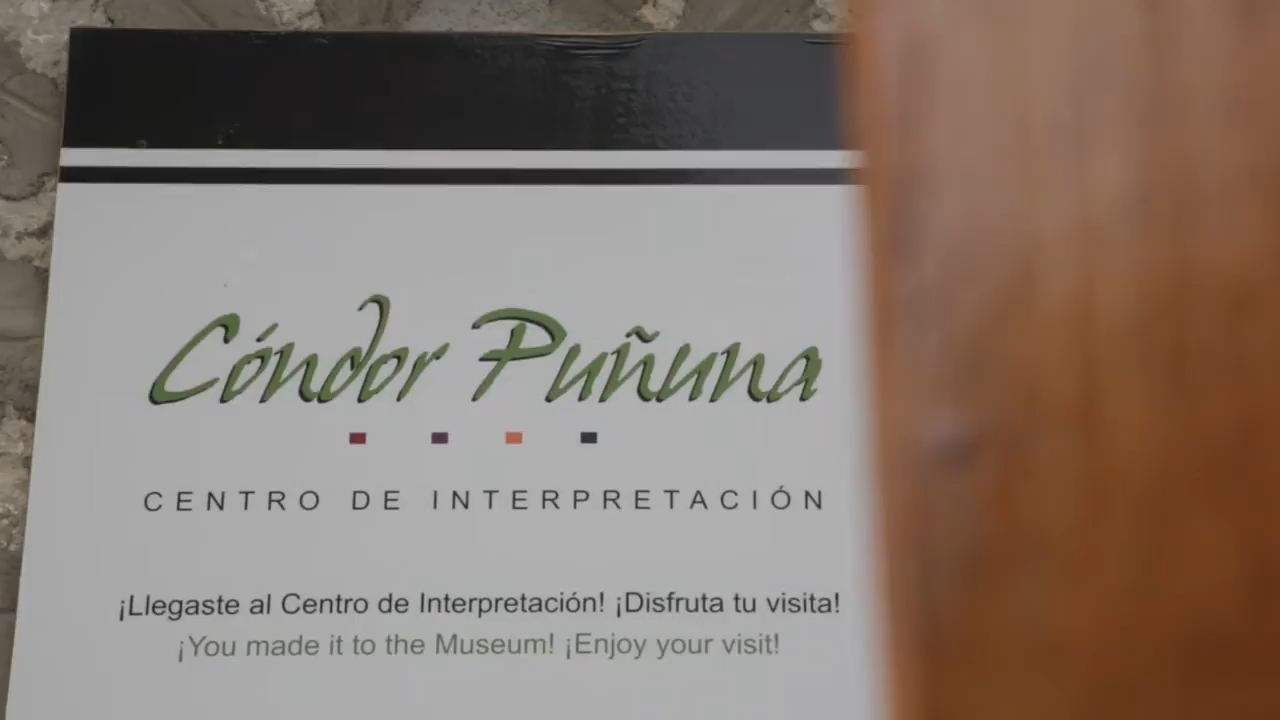 Cóndor Puñuna
CENTRO DE INTERPRETACIÓN
¡Llegaste al Centro de Interpretación! ¡Disfruta tu visita!
¡You made it to the Museum! ¡Enjoy your visit!